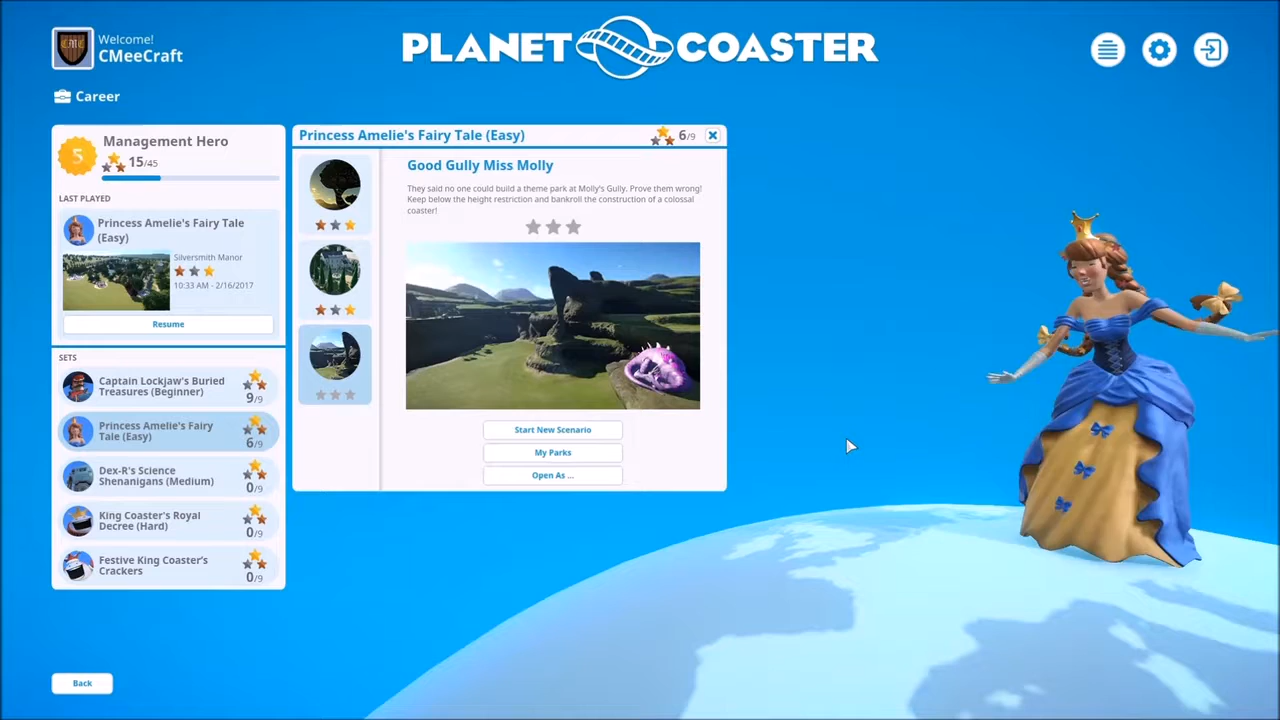 Welcome!
CMeeCraft
PLANET COASTER
Career
5
Management Hero
15/45
LAST PLAYED
Princess Amelie's Fairy Tale
(Easy)
Silversmith Manor
10:33 AM - 2/16/2017
Resume
SETS
Captain Lockjaw's Buried
Treasures (Beginner)
9/9
Princess Amelie's Fairy
Tale (Easy)
6/9
Dex-R's Science
Shenanigans (Medium)
0/9
King Coaster's Royal
Decree (Hard)
0/9
Festive King Coaster's
Crackers
0/9
Princess Amelie's Fairy Tale (Easy)
6/9
Good Gully Miss Molly
They said no one could build a theme park at Molly's Gully. Prove them wrong!
Keep below the height restriction and bankroll the construction of a colossal
coaster!
Start New Scenario
My Parks
Open As ...
Back